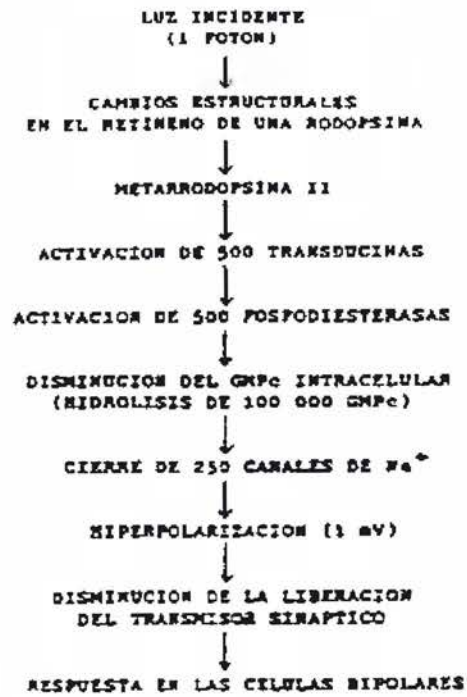 LUZ INCIDENTE
(1 FOTON)
CAMBIOS ESTRUCTURALES
EN EL RETINENO DE UNA RODOPSINA
METARRODOPSINA II
ACTIVACION DE 500 TRANSDUCINAS
ACTIVACION DE 500 FOSFODIESTERASAS
DISMINUCION DEL GMPc INTRACELULAR
(HIDROLISIS DE 100 000 GMPc)
CIERRE DE 250 CANALES DE Na⁺
HIPERPOLARIZACION (1 mV)
DISMINUCION DE LA LIBERACION
DEL TRANSMISOR SINAPTICO
RESPUESTA EN LAS CELULAS BIPOLARES